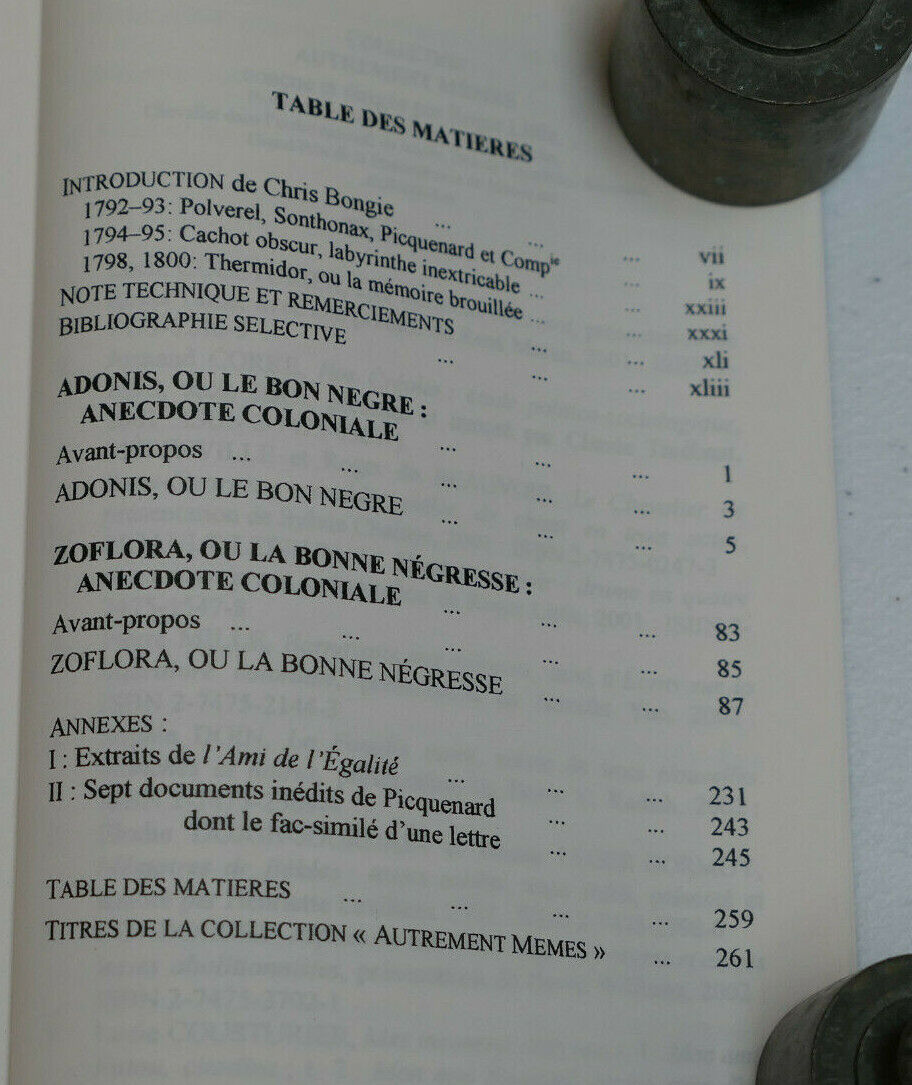 TABLE DES MATIERES
INTRODUCTION de Chris Bongie ... ... ... vii
1792–93: Polverel, Sonthonax, Picquenard et Compie ... ix
1794–95: Cachot obscur, labyrinthe inextricable ... ... xxiii
1798, 1800: Thermidor, ou la mémoire brouillée ... ... xxxi
NOTE TECHNIQUE ET REMERCIEMENTS ... ... xli
BIBLIOGRAPHIE SELECTIVE ... ... ... xliii
ADONIS, OU LE BON NEGRE :
ANECDOTE COLONIALE ... ... ... 1
Avant-propos ... ... ... ... ... 3
ADONIS, OU LE BON NEGRE ... ... ... 5
ZOFLORA, OU LA BONNE NÉGRESSE :
ANECDOTE COLONIALE ... ... ... 83
Avant-propos ... ... ... ... ... 85
ZOFLORA, OU LA BONNE NÉGRESSE ... ... 87
ANNEXES :
I : Extraits de l'Ami de l'Égalité ... ... ... 231
II : Sept documents inédits de Picquenard ... ... 243
dont le fac-similé d'une lettre ... ... 245
TABLE DES MATIERES ... ... ... ... 259
TITRES DE LA COLLECTION « AUTREMENT MEMES » ... 261